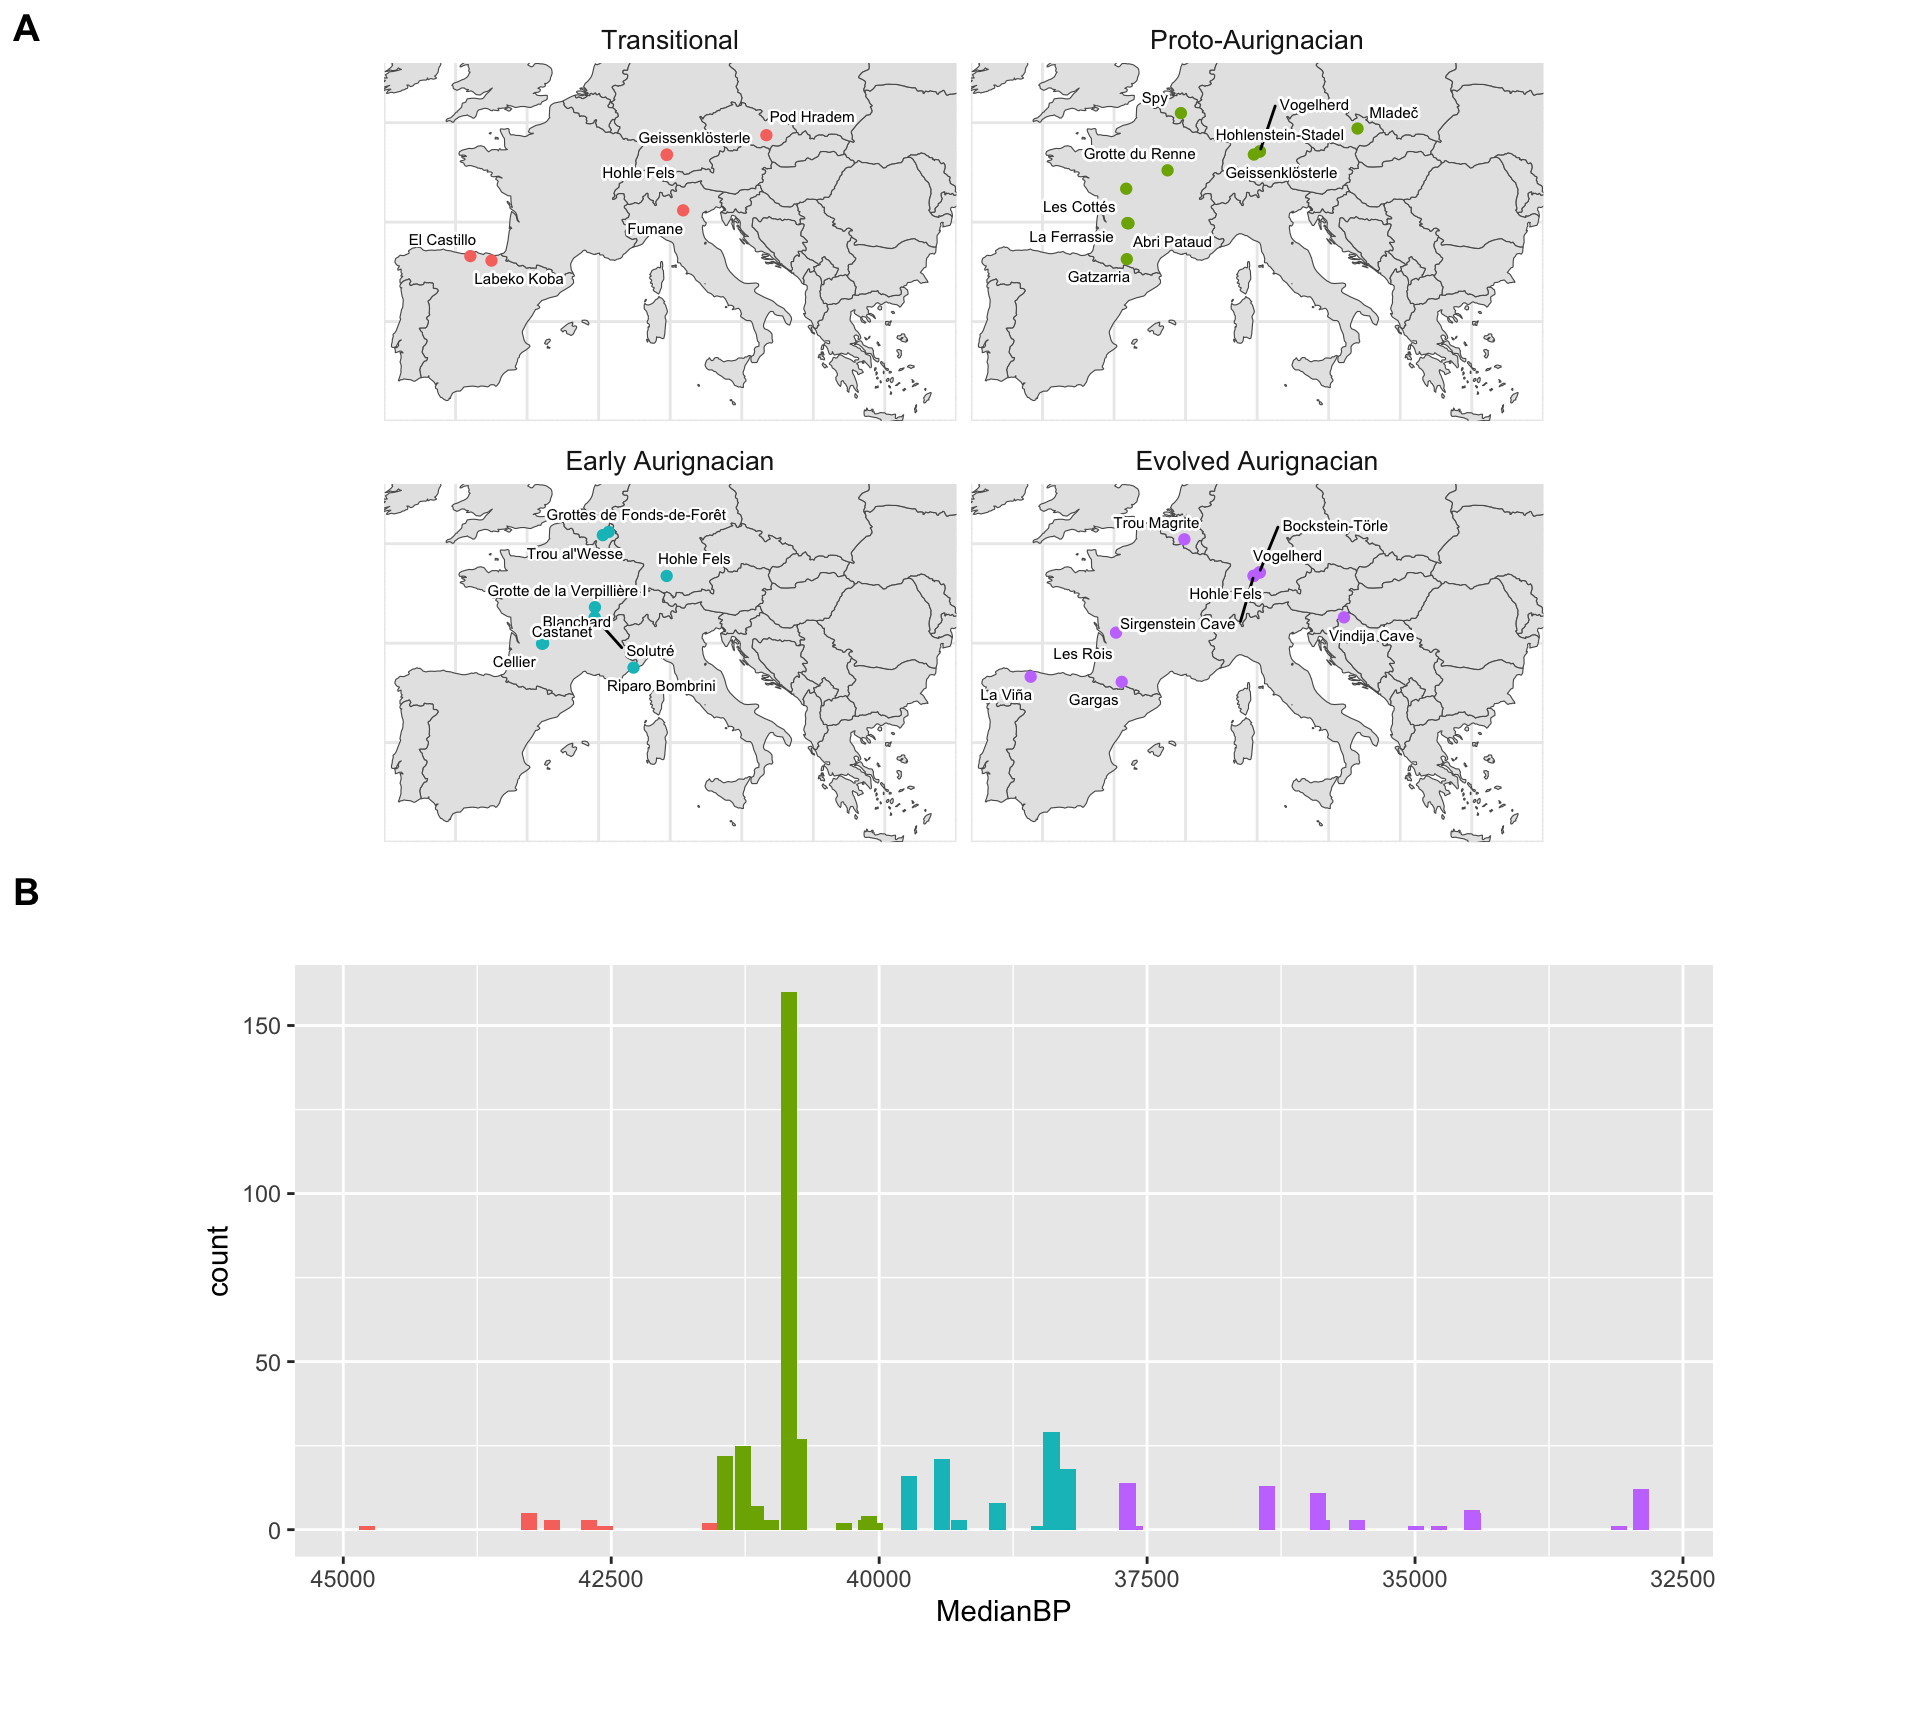 A
Transitional
Pod Hradem
Geissenklösterle
Hohle Fels
Fumane
El Castillo
Labeko Koba
Proto-Aurignacian
Spy
Vogelherd
Mladeč
Hohlenstein-Stadel
Grotte du Renne
Geissenklösterle
Les Cottés
La Ferrassie
Abri Pataud
Gatzarria
Early Aurignacian
Grottes de Fonds-de-Forêt
Trou al'Wesse
Hohle Fels
Grotte de la Verpillière I
Blanchard
Castanet
Solutré
Cellier
Riparo Bombrini
Evolved Aurignacian
Trou Magrite
Bockstein-Törle
Vogelherd
Hohle Fels
Sirgenstein Cave
Vindija Cave
Les Rois
La Viña
Gargas
B
150
100
50
0
count
45000
42500
40000
37500
35000
32500
MedianBP